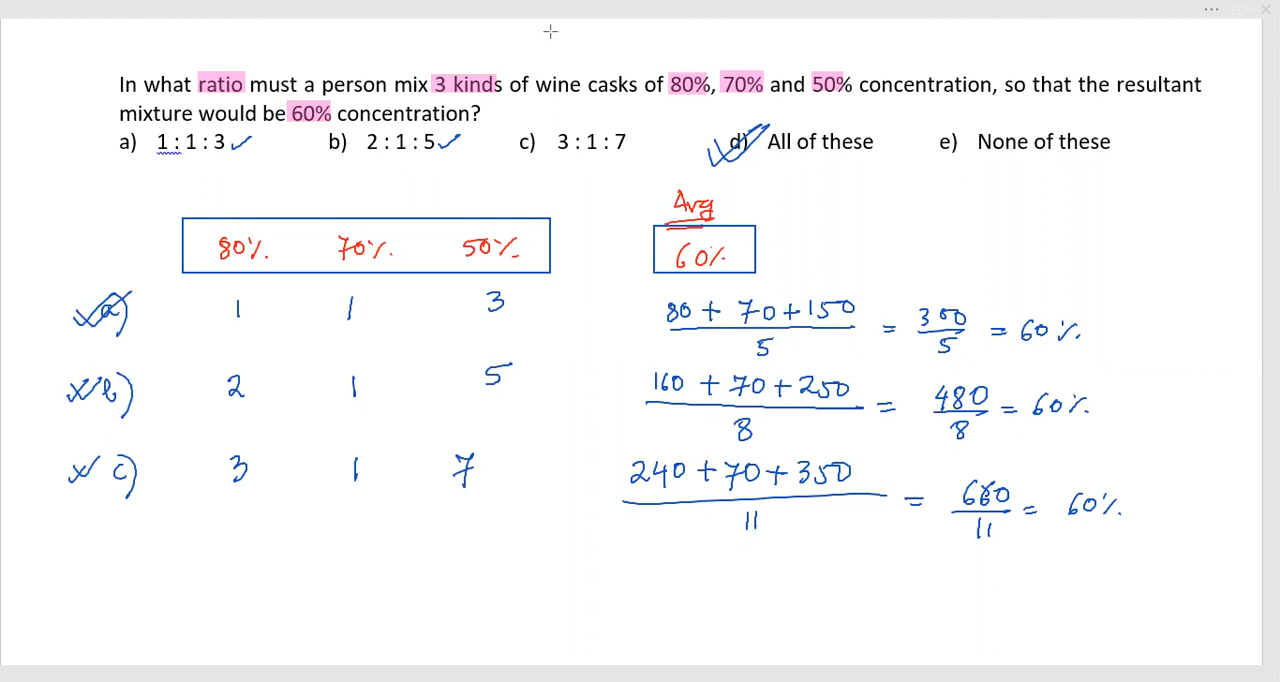 In what ratio must a person mix 3 kinds of wine casks of 80%, 70% and 50% concentration, so that the resultant
mixture would be 60% concentration?
a) 1 : 1 : 3 ✓ b) 2 : 1 : 5 ✓ c) 3 : 1 : 7 d) All of these e) None of these
Avg
80% 70% 50% 60%
a) 1 1 3 80 + 70 + 150 / 5 = 300 / 5 = 60%
b) 2 1 5 160 + 70 + 250 / 8 = 480 / 8 = 60%
c) 3 1 7 240 + 70 + 350 / 11 = 660 / 11 = 60%